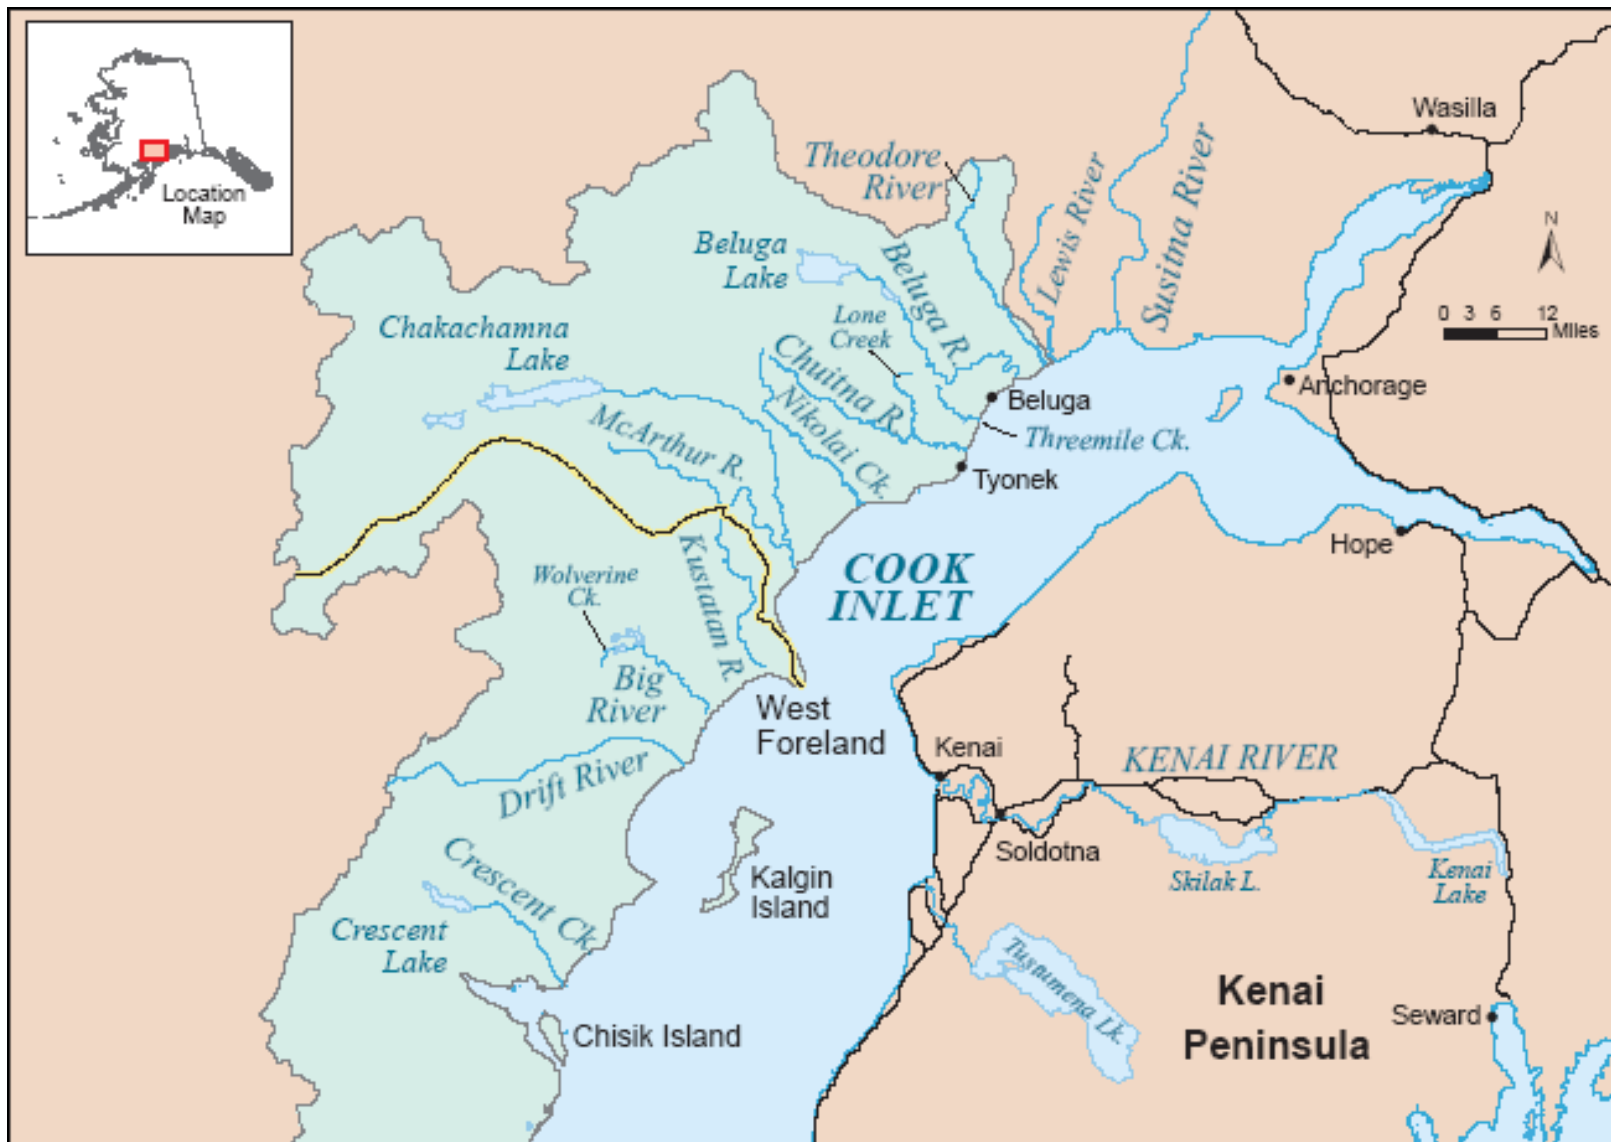 Location
Map
Wasilla
Theodore
River
Lewis River
Susitna River
N
Beluga
Lake
Beluga R.
Lone
Creek
0 3 6 12
Miles
Chakachamna
Lake
Chuitna R.
Nikolai Ck.
Anchorage
Beluga
McArthur R.
Threemile Ck.
Tyonek
Hope
COOK
INLET
Kustatan R.
Wolverine
Ck.
Big
River
West
Foreland
Kenai
KENAI RIVER
Drift River
Soldotna
Skilak L.
Kenai
Lake
Kalgin
Island
Crescent Ck.
Crescent
Lake
Tustumena Lk.
Kenai
Peninsula
Seward
Chisik Island